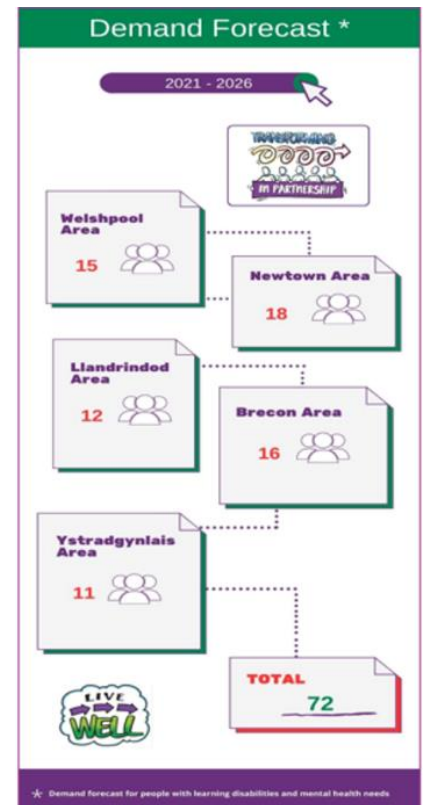 Demand Forecast *
2021 - 2026
TRANSFORMING
IN PARTNERSHIP
Welshpool
Area
15
Newtown Area
18
Llandrindod
Area
12
Brecon Area
16
Ystradgynlais
Area
11
TOTAL
72
LIVE
WELL
* Demand forecast for people with learning disabilities and mental health needs